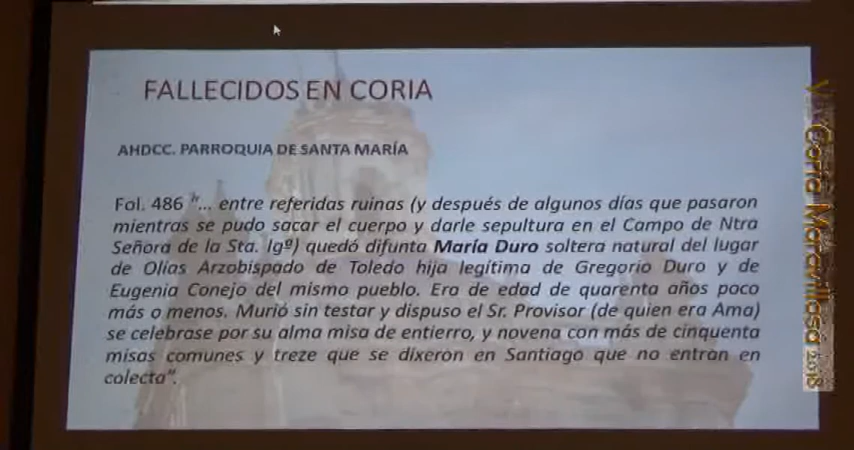 FALLECIDOS EN CORIA
AHDCC. PARROQUIA DE SANTA MARÍA
Fol. 486 "... entre referidas ruinas (y después de algunos días que pasaron
mientras se pudo sacar el cuerpo y darle sepultura en el Campo de Ntra
Señora de la Sta. Igª) quedó difunta María Duro soltera natural del lugar
de Olías Arzobispado de Toledo hija legítima de Gregorio Duro y de
Eugenia Conejo del mismo pueblo. Era de edad de quarenta años poco
más o menos. Murió sin testar y dispuso el Sr. Provisor (de quien era Ama)
se celebrase por su alma misa de entierro, y novena con más de cinquenta
misas comunes y treze que se dixeron en Santiago que no entran en
colecta".
Coria Maravillosa 2018